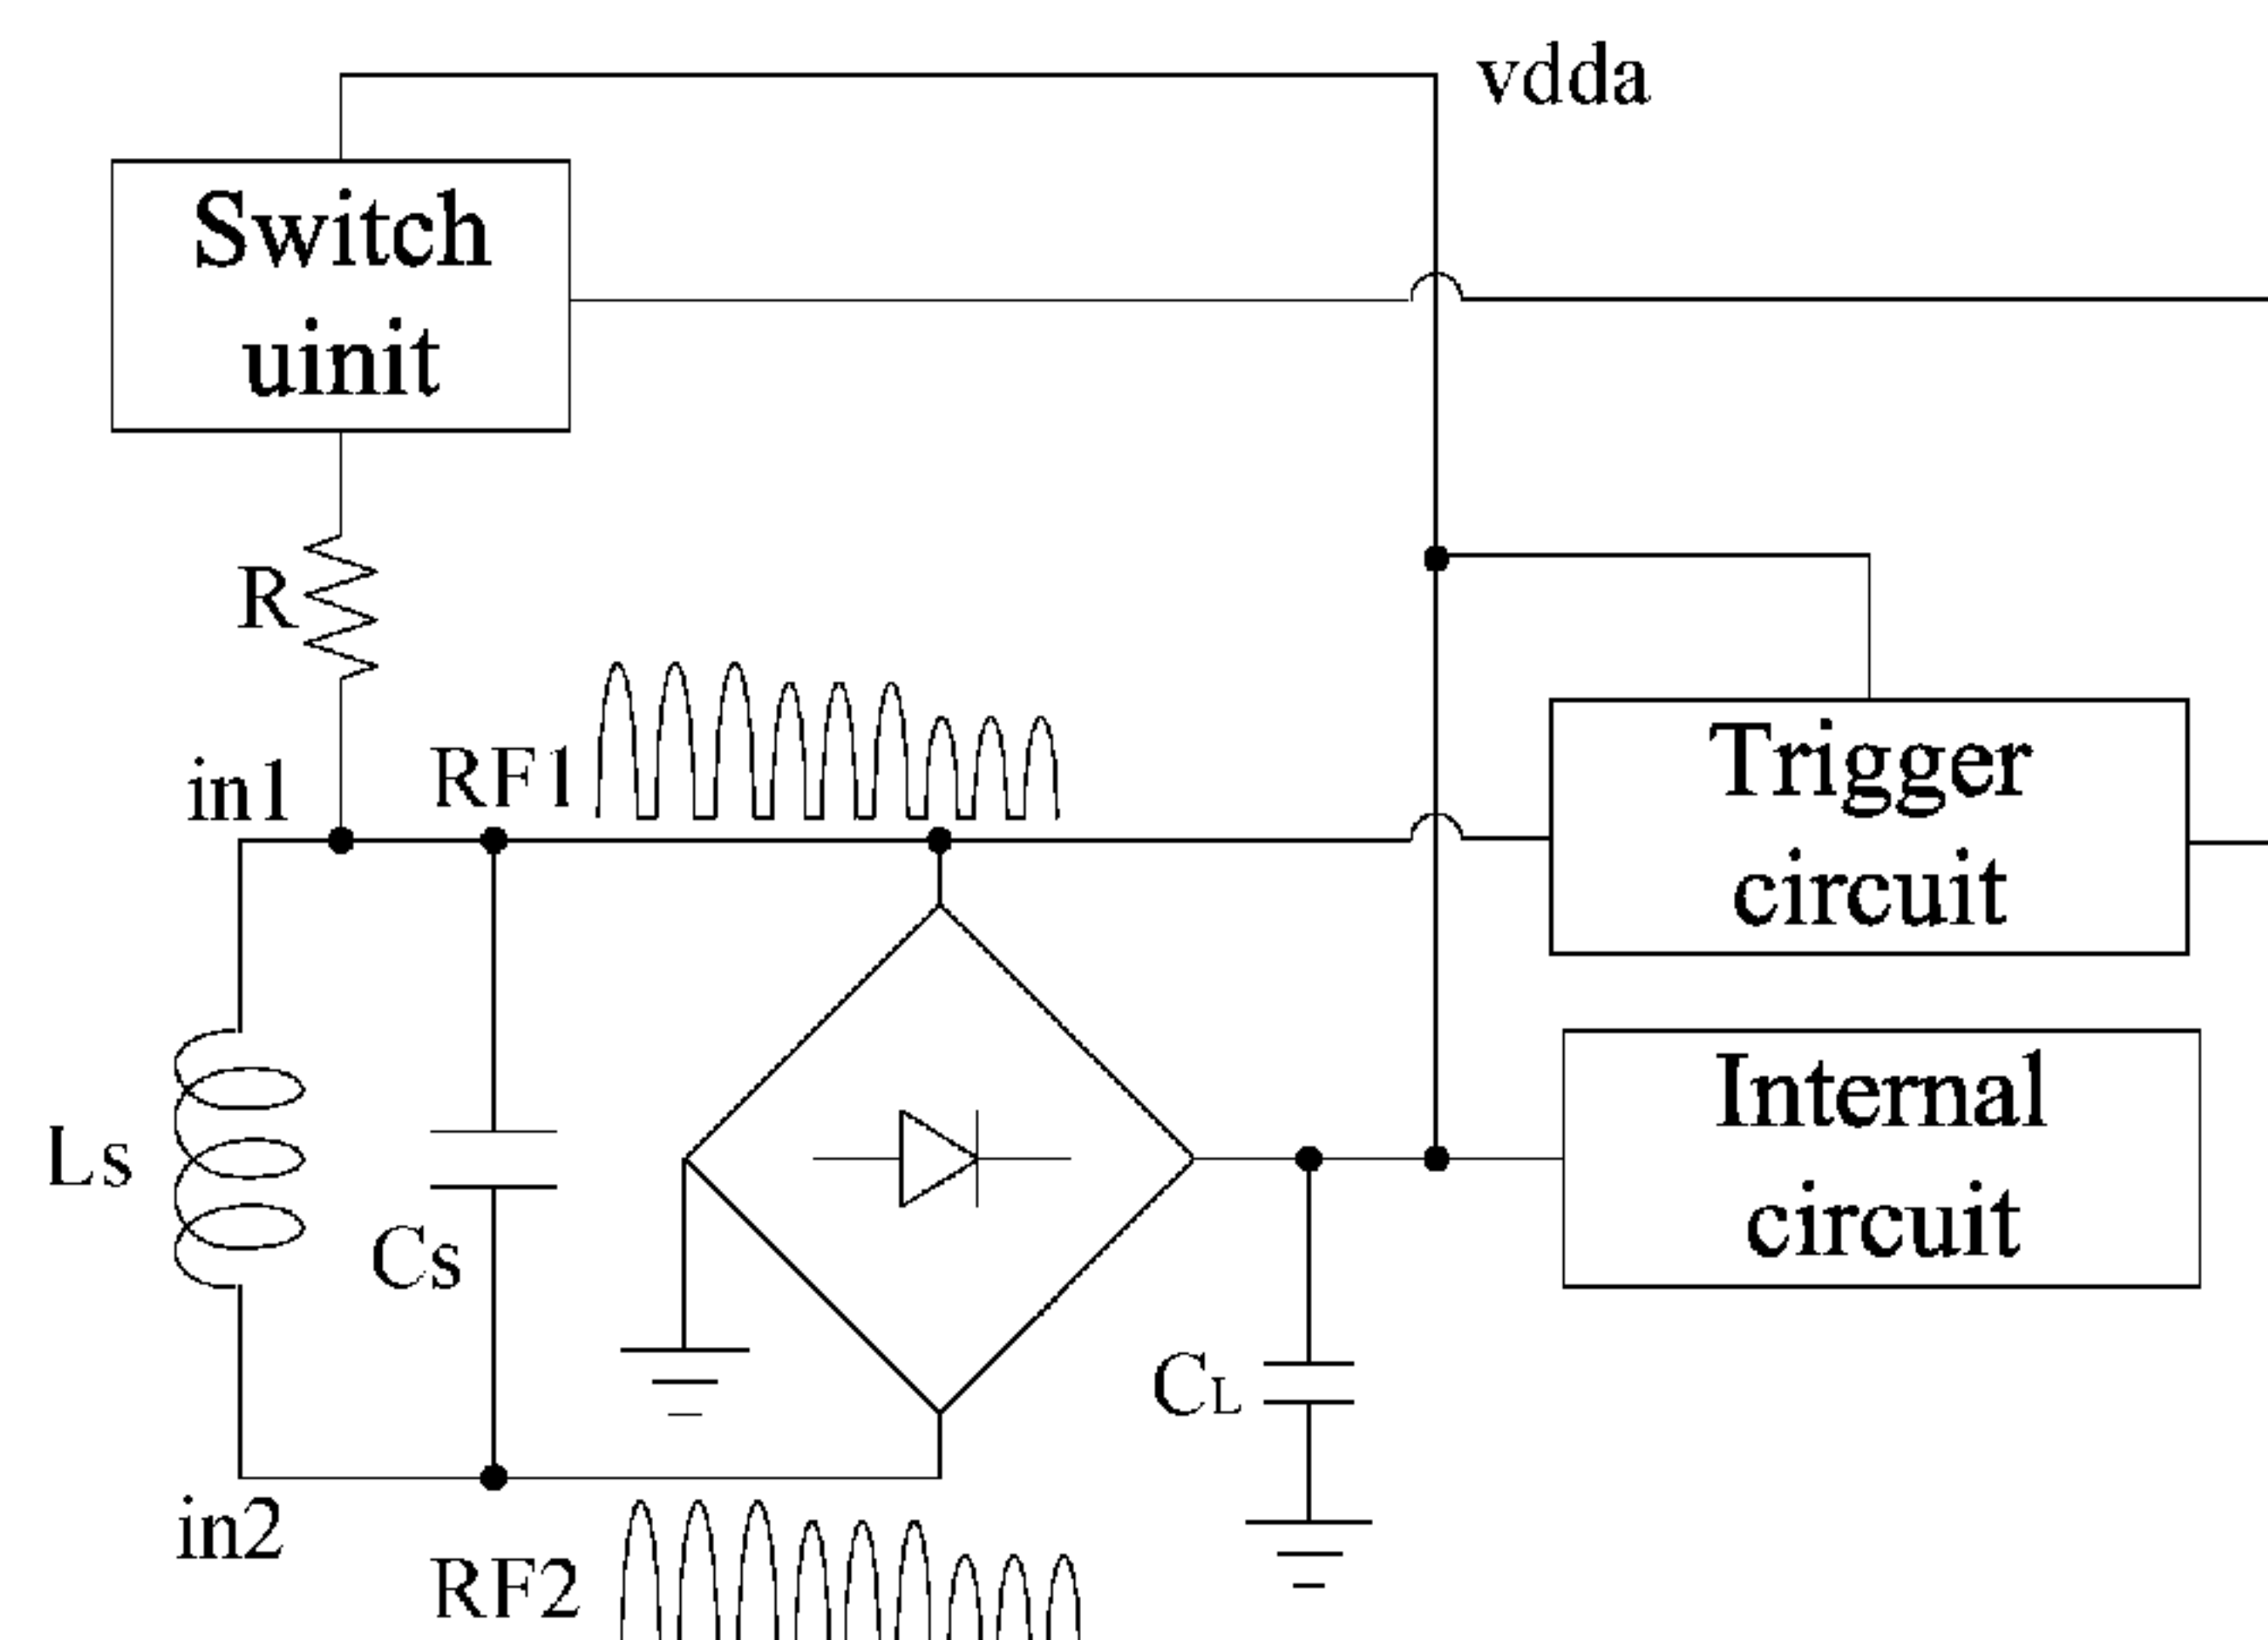 vdda
Switch
uinit
R
in1
RF1
Trigger
circuit
Internal
circuit
Ls
Cs
CL
in2
RF2